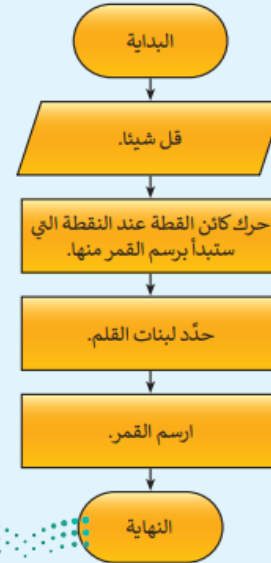 البداية
قل شيئا.
حرك كائن القطة عند النقطة التي
ستبدأ برسم القمر منها.
حدَّد لبنات القلم.
ارسم القمر.
النهاية